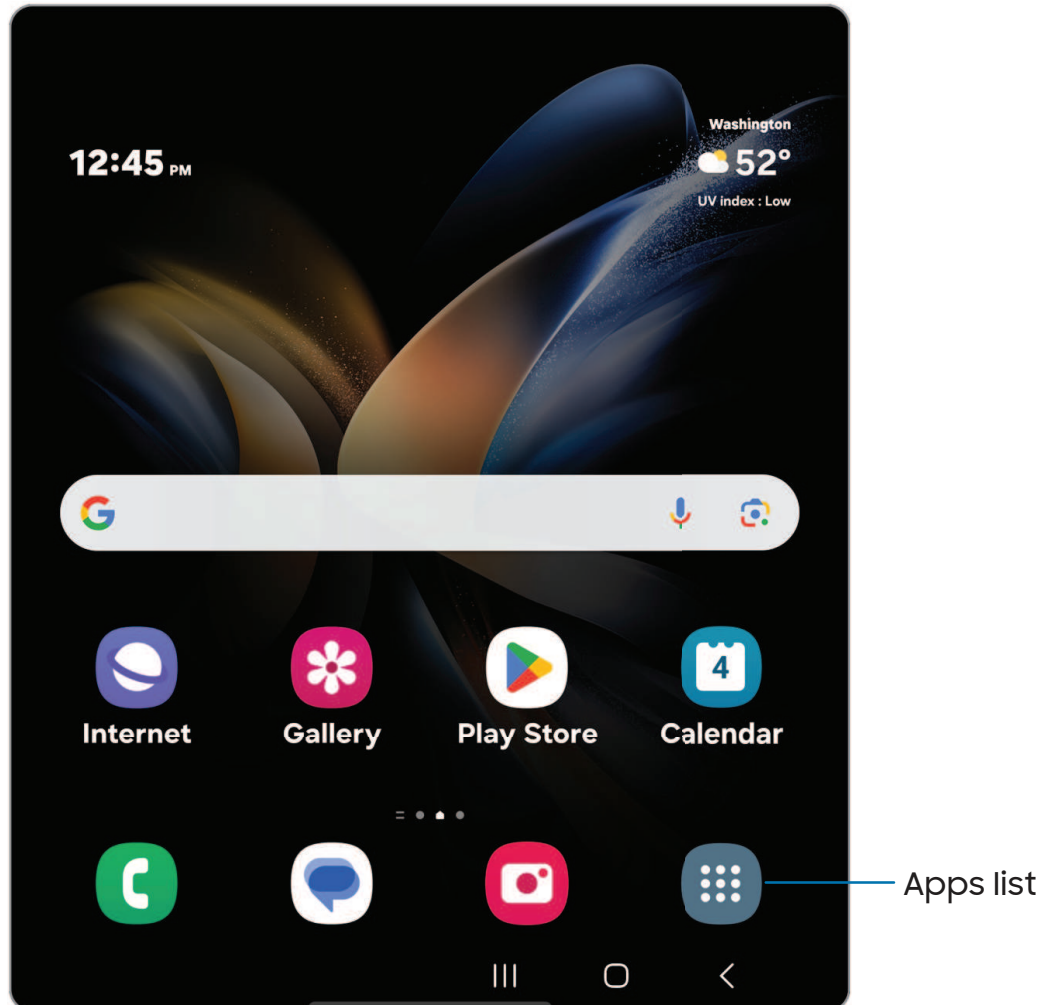 Washington
12:45 PM
52°
UV index : Low
G
4
Internet
Gallery
Play Store
Calendar
Apps list